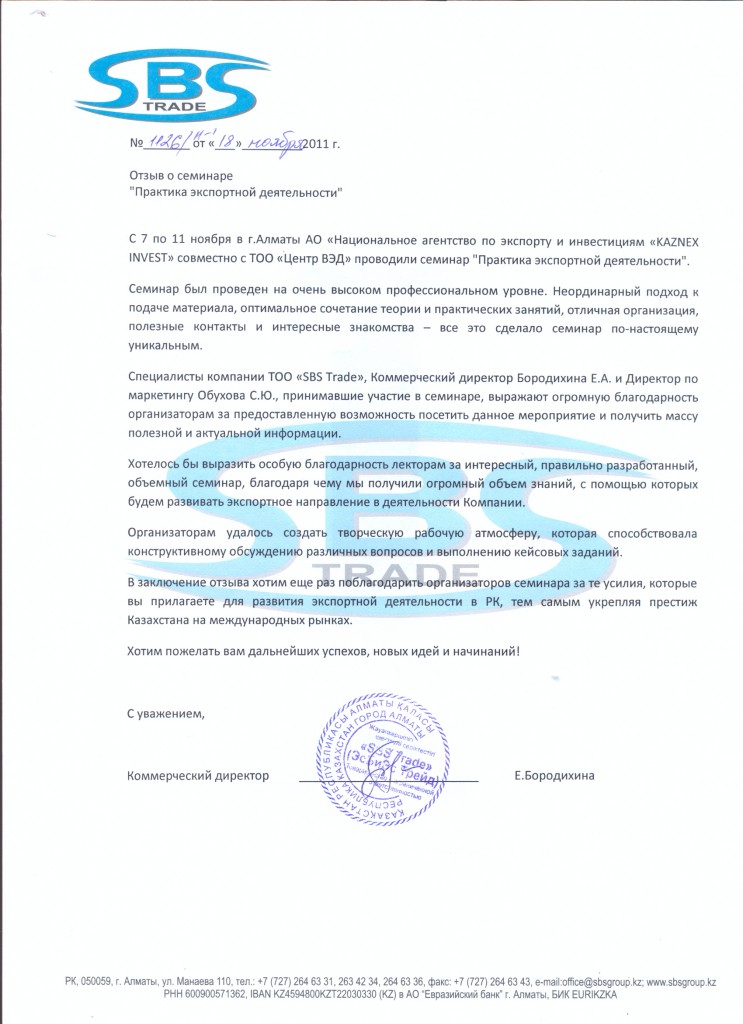 SBS
TRADE
№ 1126/н-1 от « 18 » ноября 2011 г.
Отзыв о семинаре
"Практика экспортной деятельности"
С 7 по 11 ноября в г.Алматы АО «Национальное агентство по экспорту и инвестициям «KAZNEX
INVEST» совместно с ТОО «Центр ВЭД» проводили семинар "Практика экспортной деятельности".
Семинар был проведен на очень высоком профессиональном уровне. Неординарный подход к
подаче материала, оптимальное сочетание теории и практических занятий, отличная организация,
полезные контакты и интересные знакомства – все это сделало семинар по-настоящему
уникальным.
Специалисты компании ТОО «SBS Trade», Коммерческий директор Бородихина Е.А. и Директор по
маркетингу Обухова С.Ю., принимавшие участие в семинаре, выражают огромную благодарность
организаторам за предоставленную возможность посетить данное мероприятие и получить массу
полезной и актуальной информации.
Хотелось бы выразить особую благодарность лекторам за интересный, правильно разработанный,
объемный семинар, благодаря чему мы получили огромный объем знаний, с помощью которых
будем развивать экспортное направление в деятельности Компании.
Организаторам удалось создать творческую рабочую атмосферу, которая способствовала
конструктивному обсуждению различных вопросов и выполнению кейсовых заданий.
SBS
TRADE
В заключение отзыва хотим еще раз поблагодарить организаторов семинара за те усилия, которые
вы прилагаете для развития экспортной деятельности в РК, тем самым укрепляя престиж
Казахстана на международных рынках.
Хотим пожелать вам дальнейших успехов, новых идей и начинаний!
С уважением,
Коммерческий директор Е.Бородихина
ҚАЗАҚСТАН РЕСПУБЛИКАСЫ АЛМАТЫ ҚАЛАСЫ
РЕСПУБЛИКА КАЗАХСТАН ГОРОД АЛМАТЫ
«SBS Trade»
(ЭсБиЭс Трейд)
РК, 050059, г. Алматы, ул. Манаева 110, тел.: +7 (727) 264 63 31, 263 42 34, 264 63 36, факс: +7 (727) 264 63 43, e-mail:office@sbsgroup.kz; www.sbsgroup.kz
РНН 600900571362, IBAN KZ4594800KZT22030330 (KZ) в АО "Евразийский банк" г. Алматы, БИК EURIKZKA